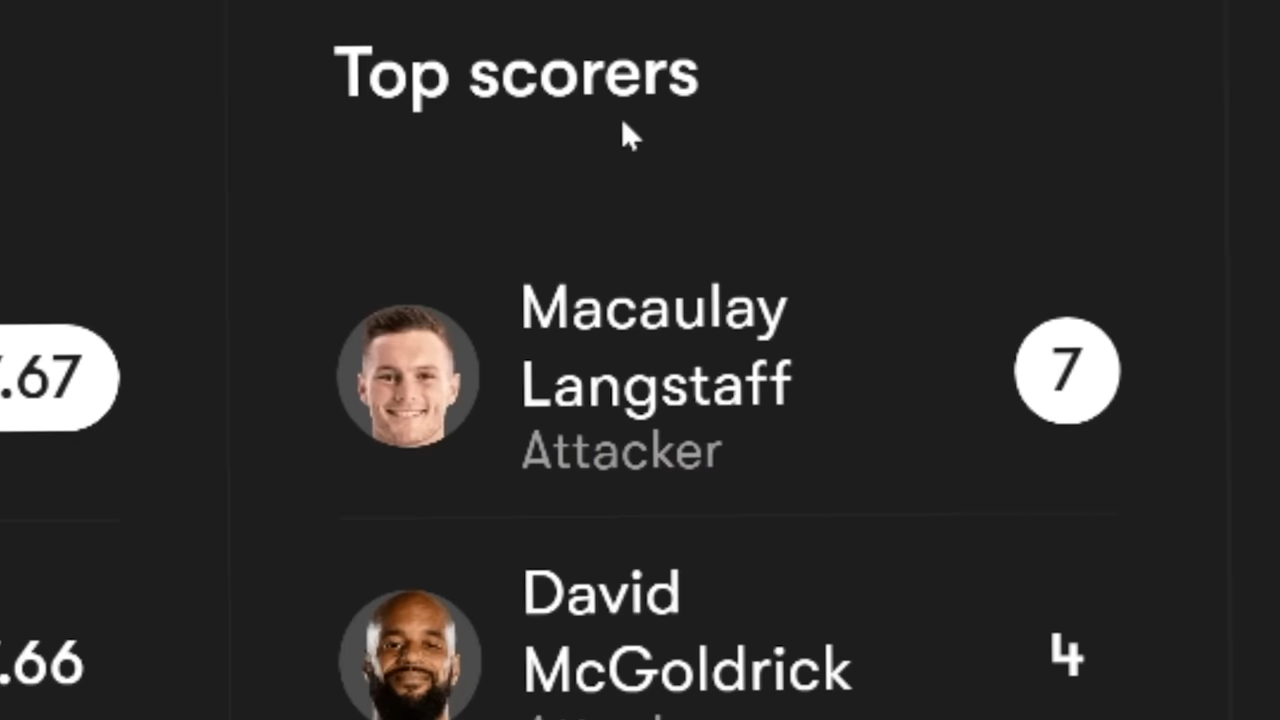 Top scorers
.67
Macaulay
Langstaff
7
Attacker
David
.66
McGoldrick
4